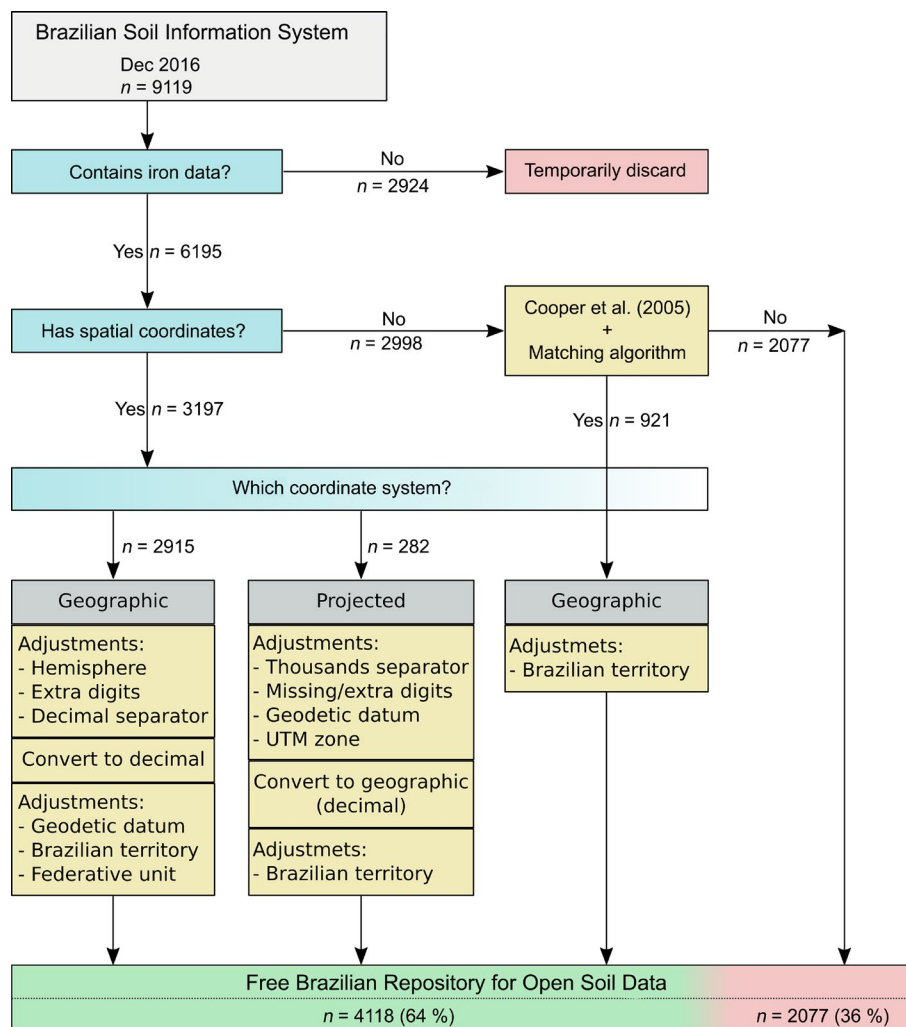 Brazilian Soil Information System
Dec 2016
n = 9119
Contains iron data?
No
n = 2924
Temporarily discard
Yes n = 6195
Has spatial coordinates?
No
n = 2998
Cooper et al. (2005)
+
Matching algorithm
No
n = 2077
Yes n = 3197
Yes n = 921
Which coordinate system?
n = 2915
n = 282
Geographic
Adjustments:
- Hemisphere
- Extra digits
- Decimal separator
Convert to decimal
Adjustments:
- Geodetic datum
- Brazilian territory
- Federative unit
Projected
Adjustments:
- Thousands separator
- Missing/extra digits
- Geodetic datum
- UTM zone
Convert to geographic
(decimal)
Adjustmets:
- Brazilian territory
Geographic
Adjustmets:
- Brazilian territory
Free Brazilian Repository for Open Soil Data
n = 4118 (64 %)
n = 2077 (36 %)